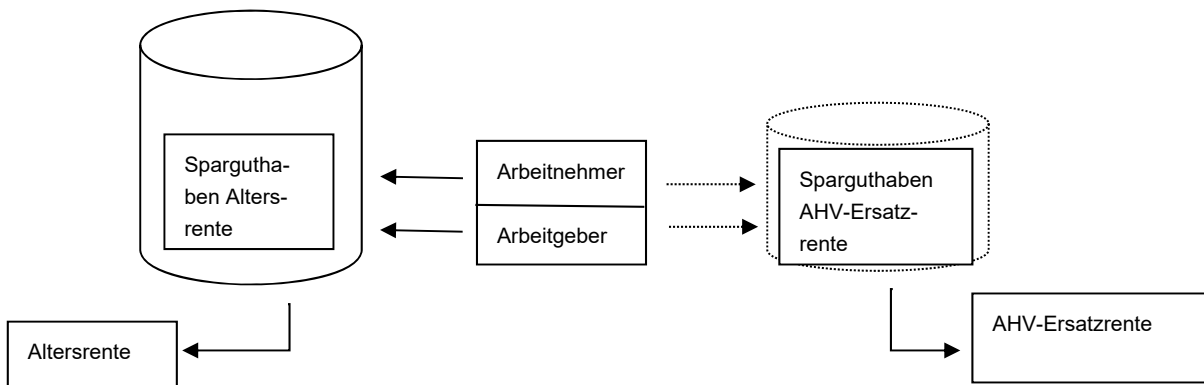 Spargutha-
ben Alters-
rente
Arbeitnehmer
Arbeitgeber
Sparguthaben
AHV-Ersatz-
rente
Altersrente
AHV-Ersatzrente